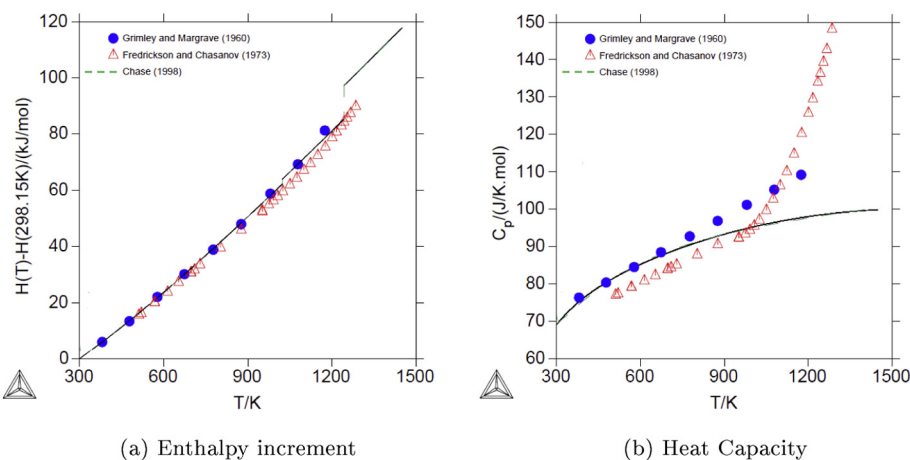 120
100
80
60
40
20
0
H(T)-H(298.15K)/(kJ/mol)
Grimley and Margrave (1960)
Fredrickson and Chasanov (1973)
Chase (1998)
300 600 900 1200 1500
T/K
(a) Enthalpy increment
150
140
130
120
110
100
90
80
70
60
Cp/(J/K.mol)
Grimley and Margrave (1960)
Fredrickson and Chasanov (1973)
Chase (1998)
300 600 900 1200 1500
T/K
(b) Heat Capacity